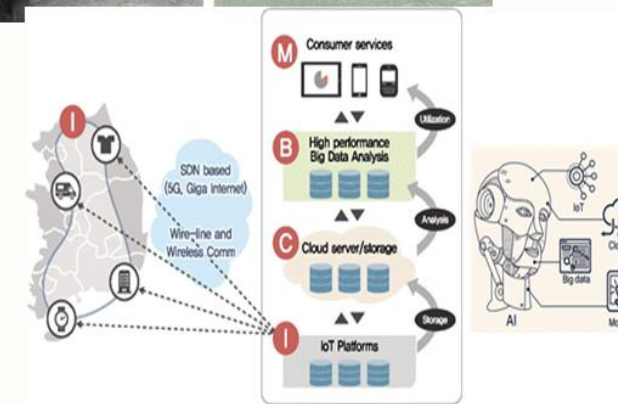 I
SDN based
(5G, Giga Internet)
Wire-line and
Wireless Comm
M
Consumer services
Utilization
B
High performance
Big Data Analysis
Analysis
C
Cloud server/storage
Storage
I
IoT Platforms
IoT
Big data
AI